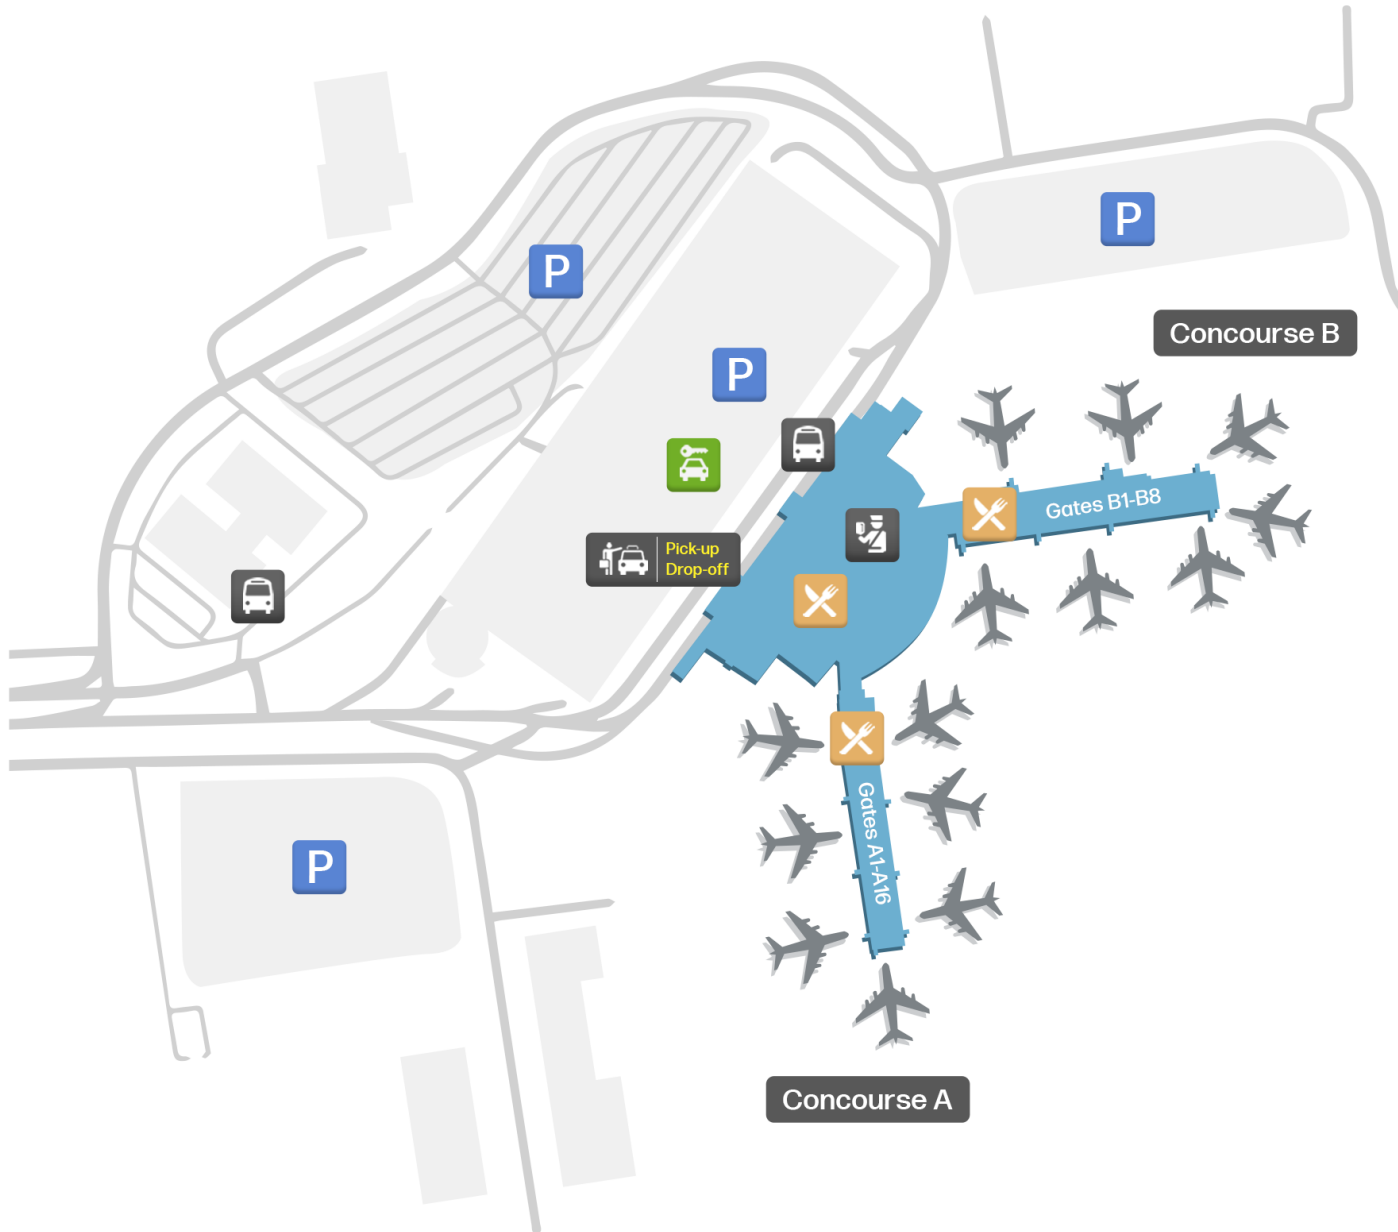 P
P
Concourse B
P
Gates B1-B8
Pick-up
Drop-off
Gates A1-A16
P
Concourse A